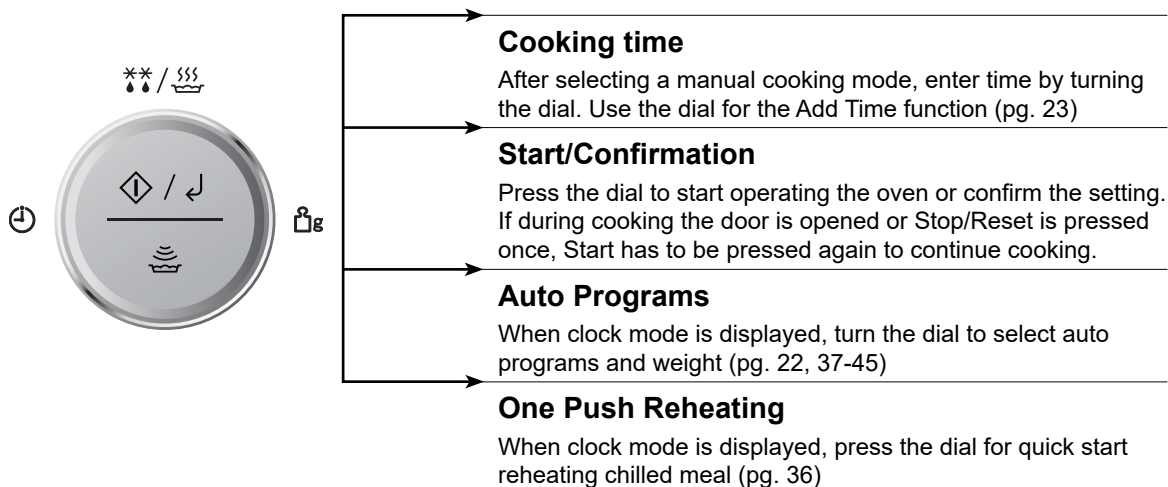 Cooking time
After selecting a manual cooking mode, enter time by turning
the dial. Use the dial for the Add Time function (pg. 23)
Start/Confirmation
Press the dial to start operating the oven or confirm the setting.
If during cooking the door is opened or Stop/Reset is pressed
once, Start has to be pressed again to continue cooking.
Auto Programs
When clock mode is displayed, turn the dial to select auto
programs and weight (pg. 22, 37-45)
One Push Reheating
When clock mode is displayed, press the dial for quick start
reheating chilled meal (pg. 36)
/
/
g